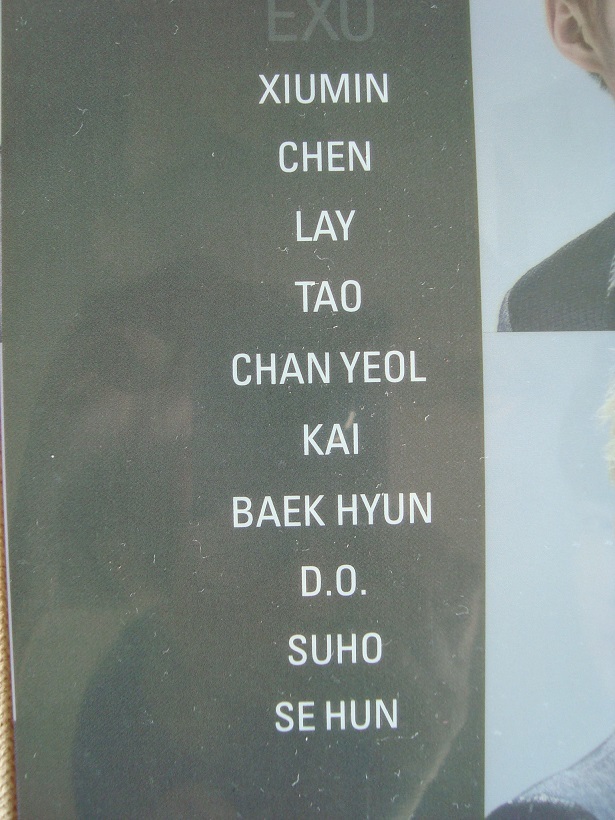 EXO
XIUMIN
CHEN
LAY
TAO
CHAN YEOL
KAI
BAEK HYUN
D.O.
SUHO
SE HUN